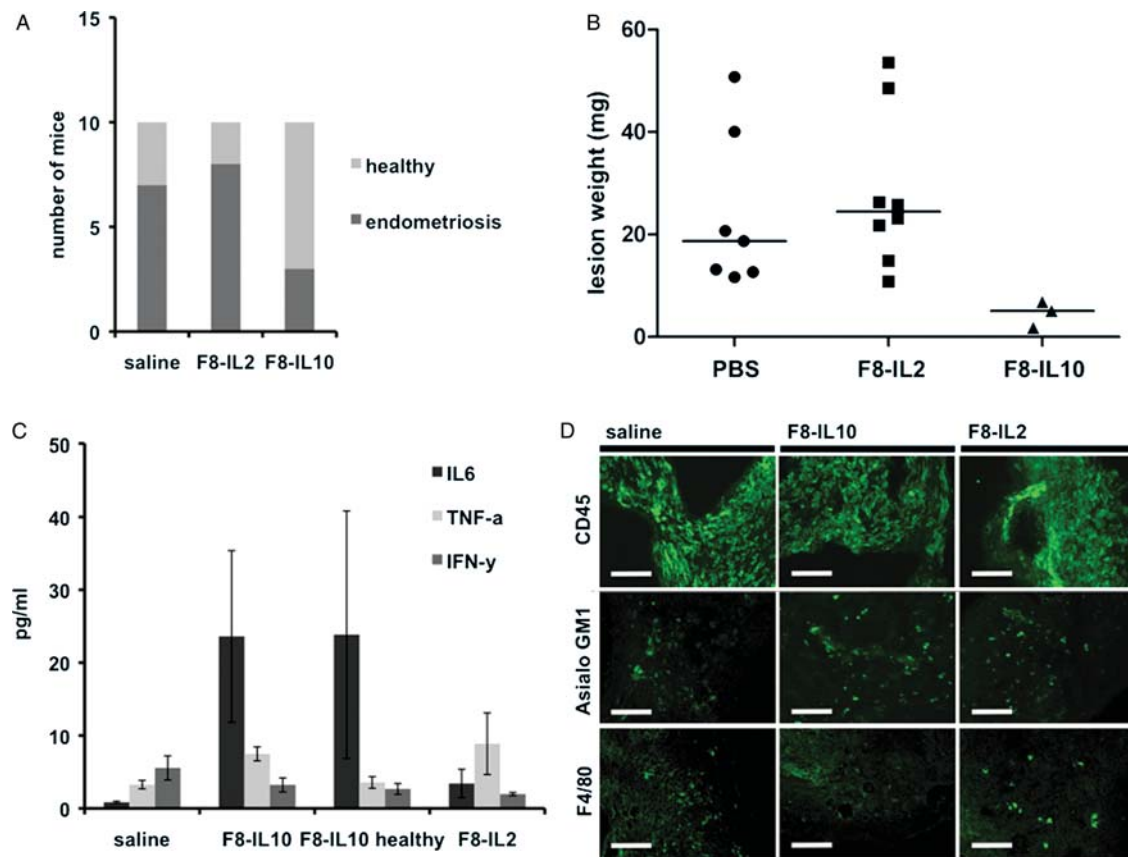 A
15
10
5
0
number of mice
healthy
endometriosis
saline F8-IL2 F8-IL10
B
60
40
20
0
lesion weight (mg)
PBS F8-IL2 F8-IL10
C
50
40
30
20
10
0
pg/ml
IL6
TNF-a
IFN-y
saline F8-IL10 F8-IL10 healthy F8-IL2
D
saline F8-IL10 F8-IL2
CD45
Asialo GM1
F4/80